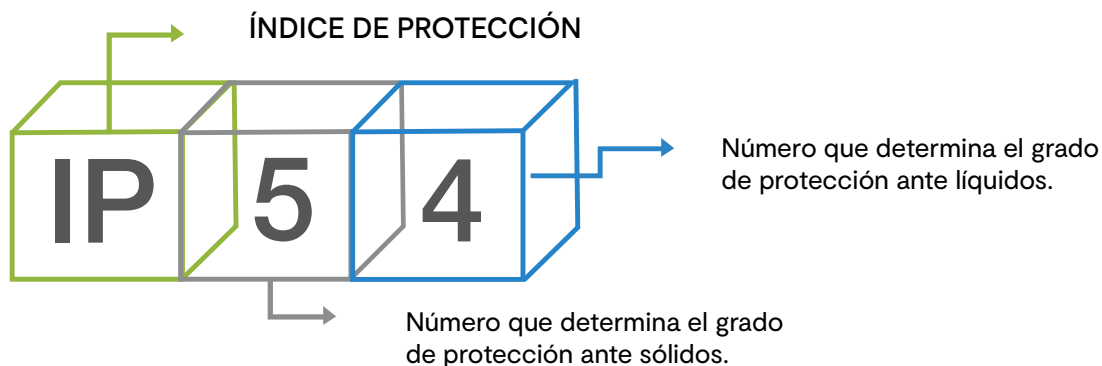 ÍNDICE DE PROTECCIÓN
IP 5 4
Número que determina el grado
de protección ante líquidos.
Número que determina el grado
de protección ante sólidos.